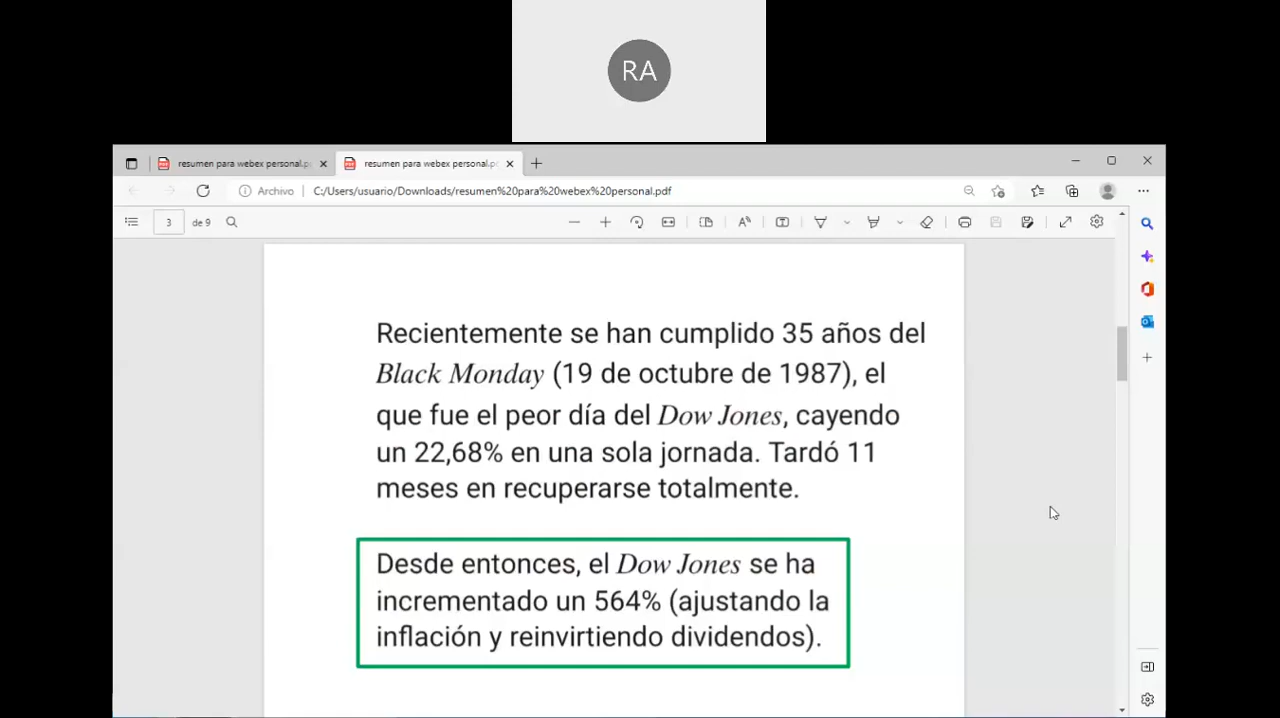 RA
resumen para webex personal.p
resumen para webex personal.p
Archivo
C:/Users/usuario/Downloads/resumen%20para%20webex%20personal.pdf
3 de 9
Recientemente se han cumplido 35 años del
Black Monday (19 de octubre de 1987), el
que fue el peor día del Dow Jones, cayendo
un 22,68% en una sola jornada. Tardó 11
meses en recuperarse totalmente.
Desde entonces, el Dow Jones se ha
incrementado un 564% (ajustando la
inflación y reinvirtiendo dividendos).